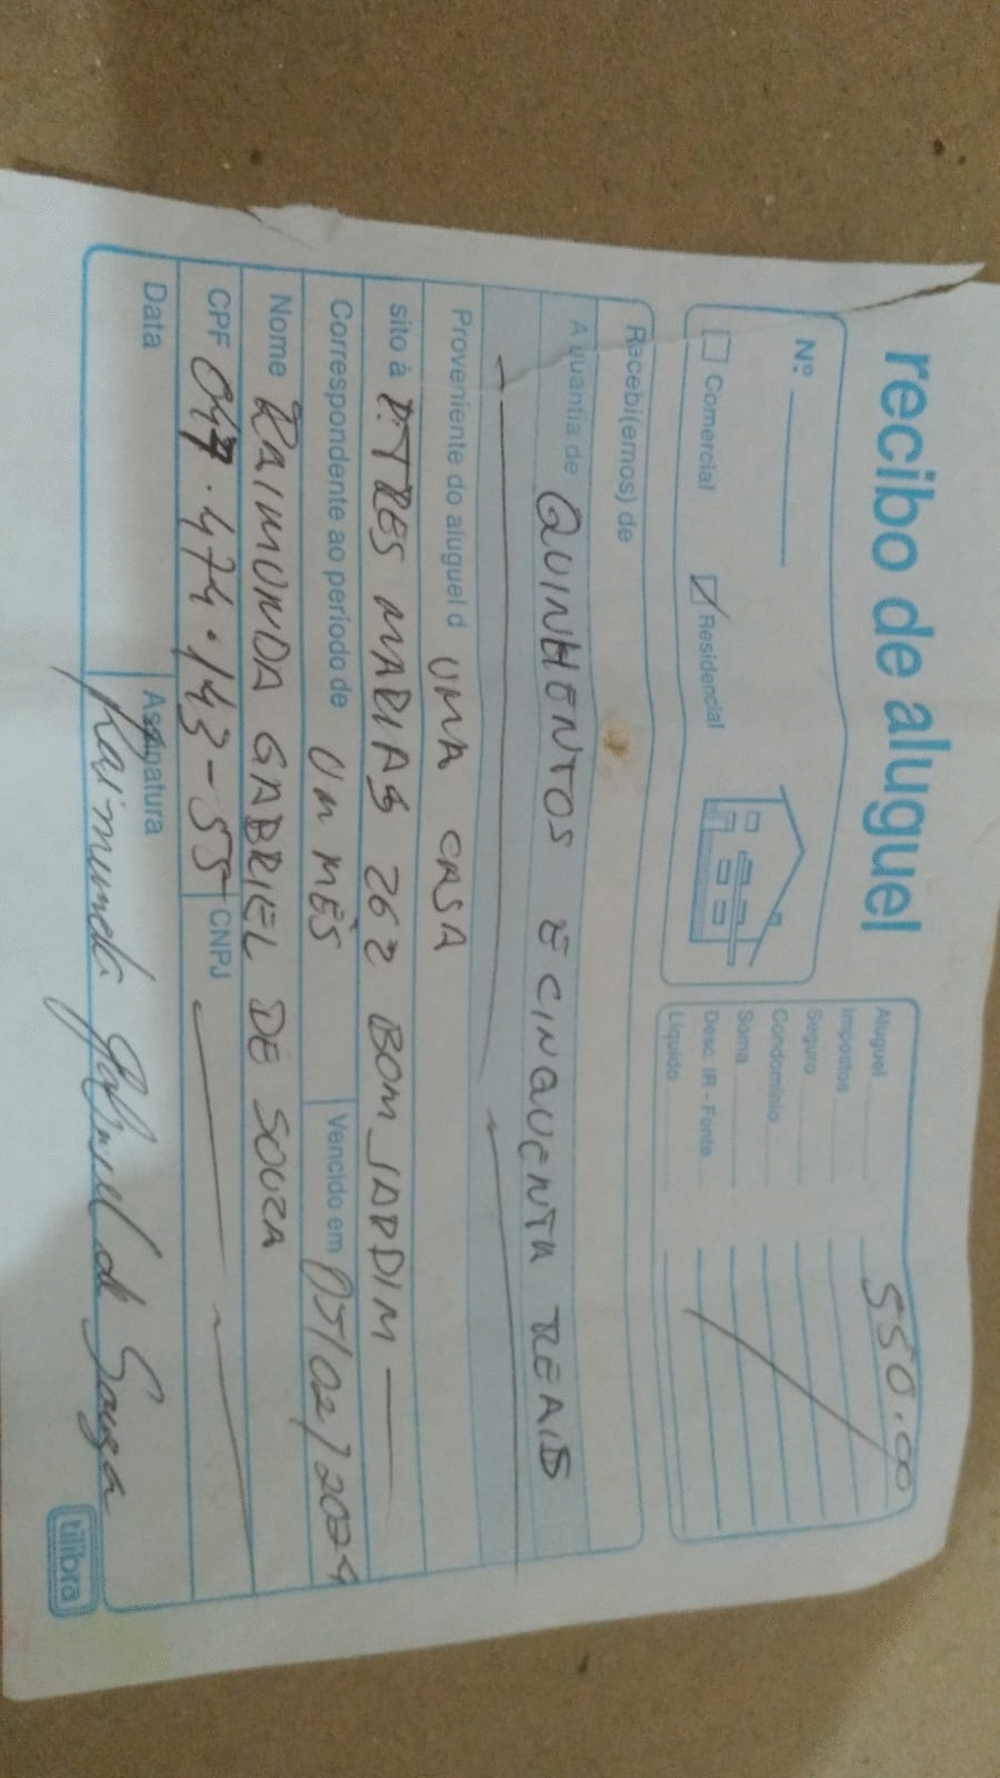 recibo de aluguel
Nº
Comercial Residencial
Aluguel 550.00
Impostos
Seguro
Condomínio
Soma
Desc. IR - Fonte
Líquido
Recebi(emos) de
A quantia de QUINHENTOS E CINQUENTA REAIS
Proveniente do aluguel d UMA CASA
sito à R. TRES MARIAS 262 BOM JARDIM
Correspondente ao período de UM MÊS Vencido em 05/02/2024
Nome RAIMUNDA GABRIEL DE SOUZA
CPF 047.474.143-55 CNPJ
Data Assinatura
Raimunda Gabriel de Souza
tilibra